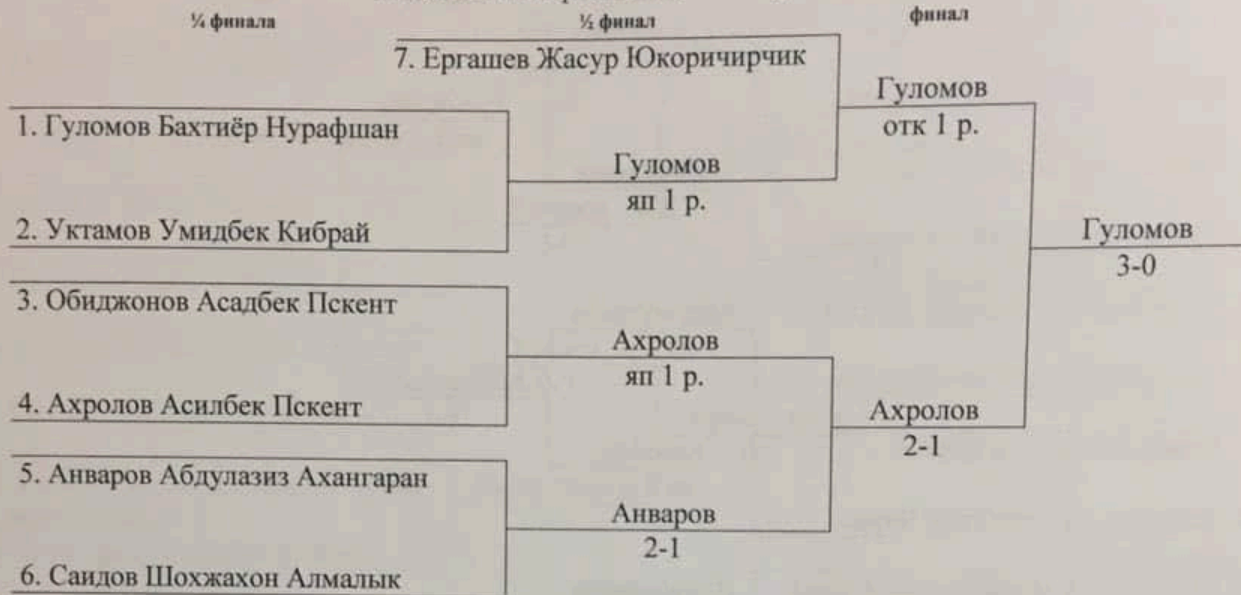 ¼ финала
½ финал
финал
7. Ергашев Жасур Юкоричирчик
Гуломов
отк 1 р.
1. Гуломов Бахтиёр Нурафшан
Гуломов
яп 1 р.
2. Уктамов Умидбек Кибрай
Гуломов
3-0
3. Обиджонов Асадбек Пскент
Ахролов
яп 1 р.
4. Ахролов Асилбек Пскент
Ахролов
2-1
5. Анваров Абдулазиз Ахангаран
Анваров
2-1
6. Саидов Шохжахон Алмалык